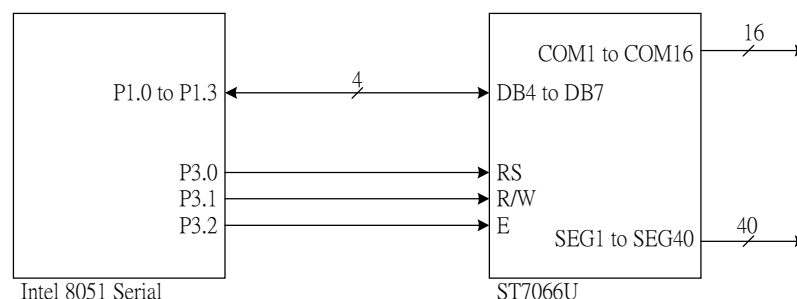 COM1 to COM16
16
P1.0 to P1.3
4
DB4 to DB7
P3.0
RS
P3.1
R/W
P3.2
E
SEG1 to SEG40
40
Intel 8051 Serial
ST7066U